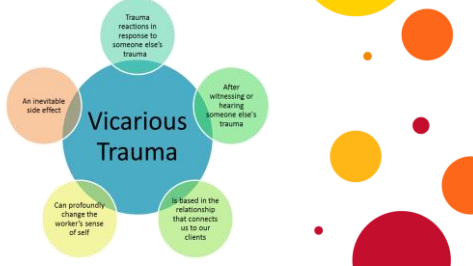 Trauma
reactions in
response to
someone else's
trauma
An inevitable
side effect
After
witnessing or
hearing
someone else's
trauma
Vicarious
Trauma
Can profoundly
change the
worker's sense
of self
Is based in the
relationship
that connects
us to our
clients